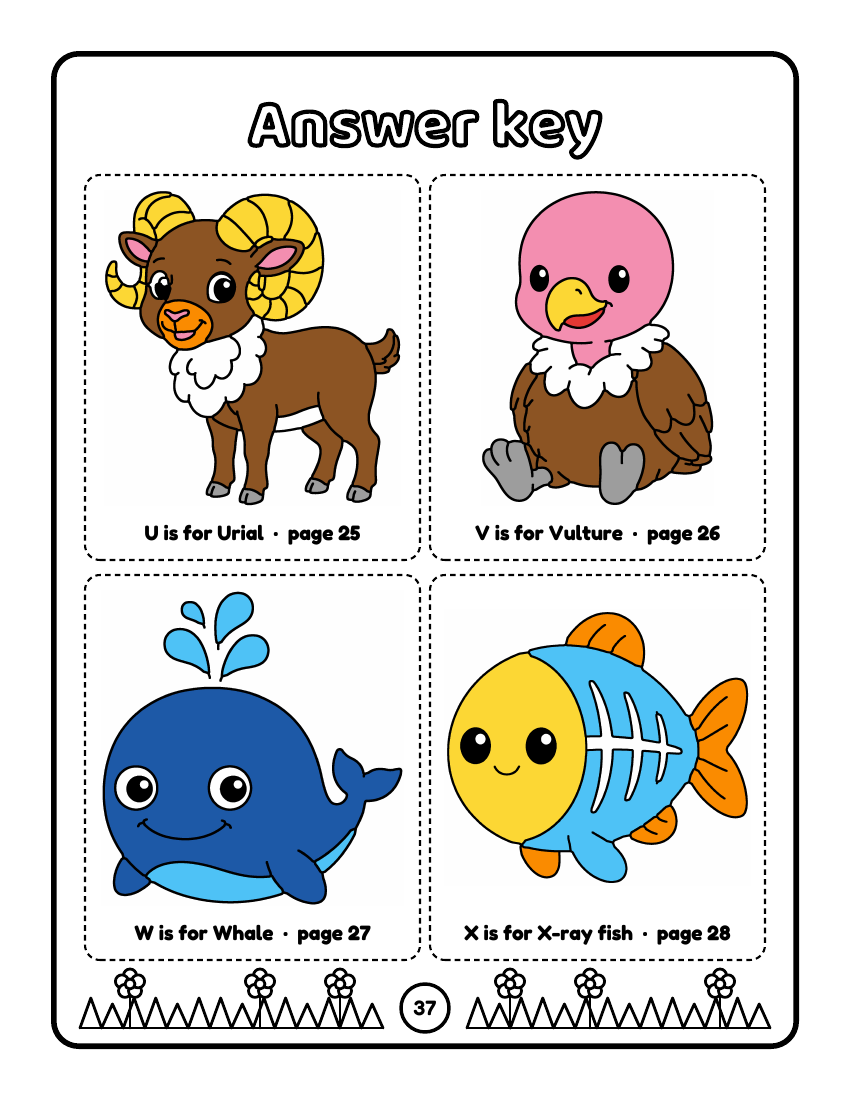 Answer key
U is for Urial · page 25
V is for Vulture · page 26
W is for Whale · page 27
X is for X-ray fish · page 28
37